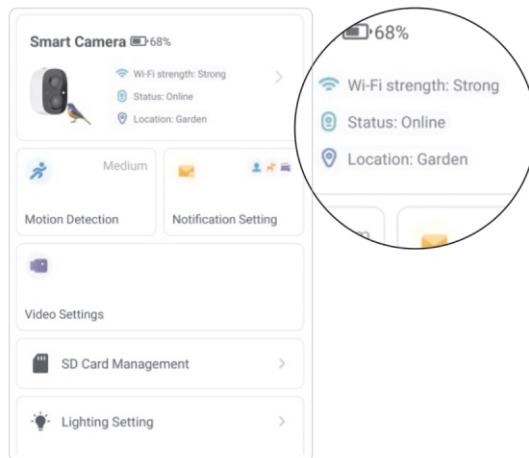 Smart Camera 68%
Wi-Fi strength: Strong
Status: Online
Location: Garden
Medium
Motion Detection
Notification Setting
Video Settings
SD Card Management
Lighting Setting
68%
Wi-Fi strength: Strong
Status: Online
Location: Garden